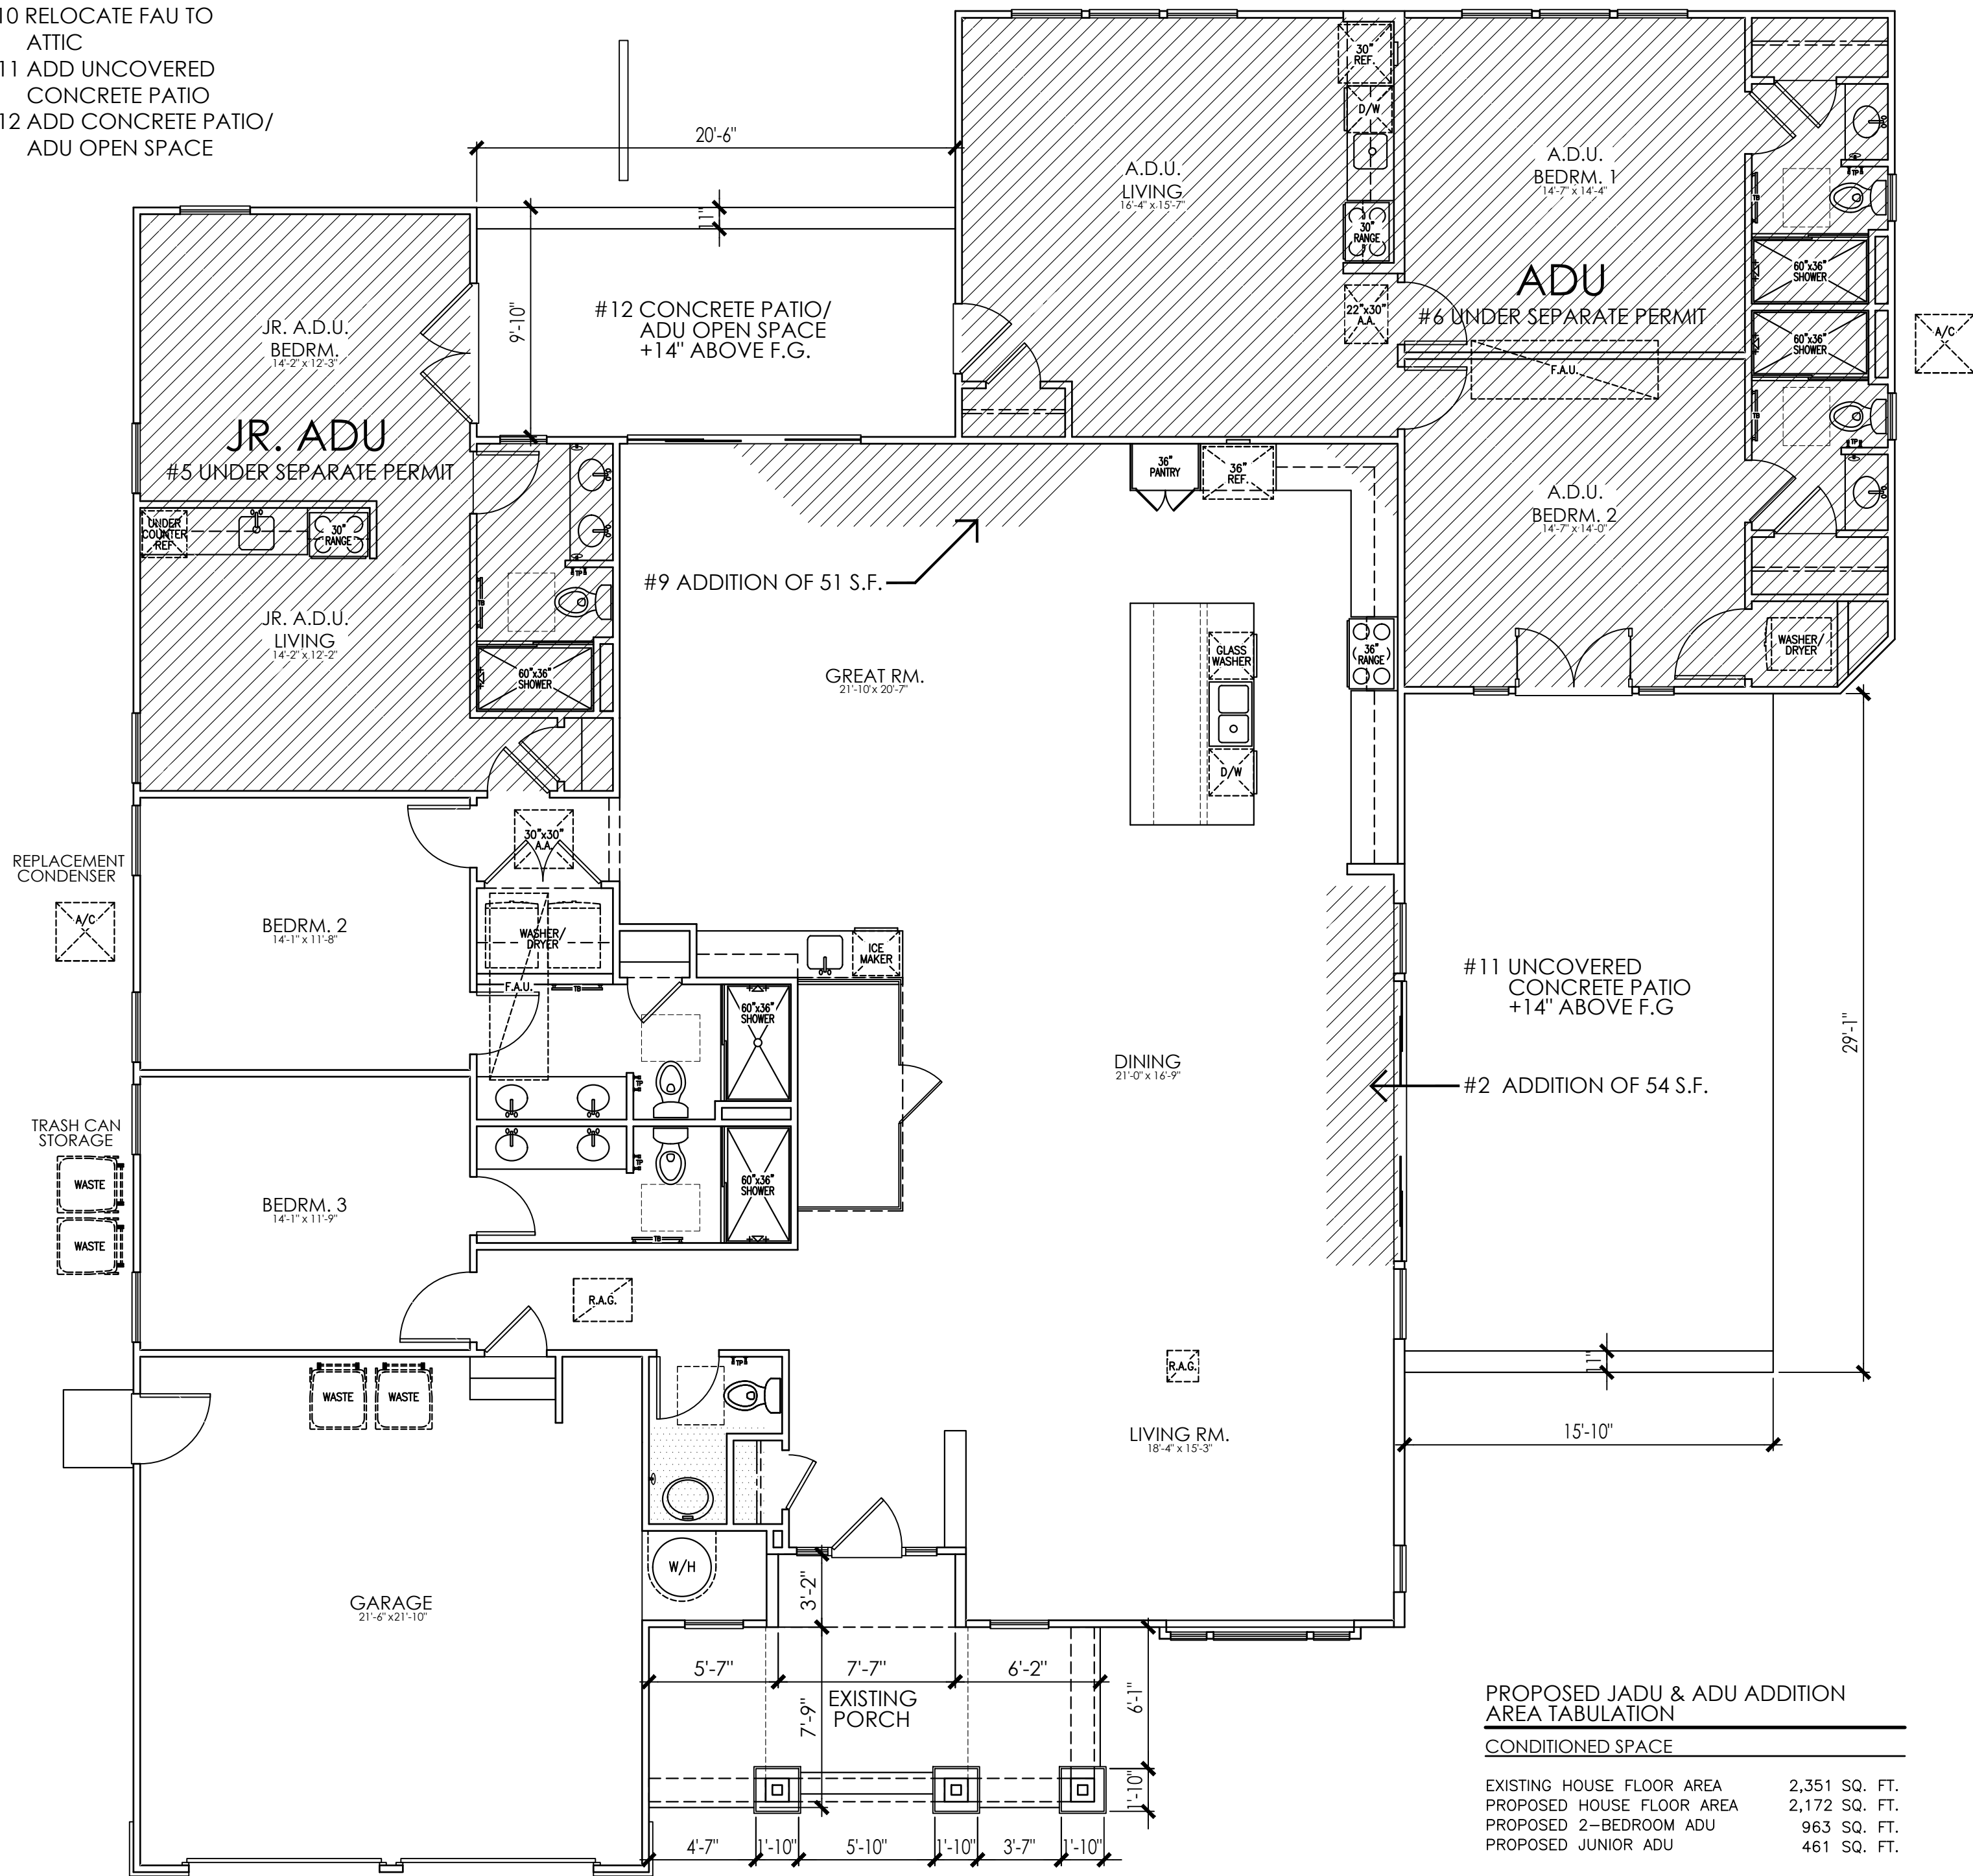 10 RELOCATE FAU TO
ATTIC
11 ADD UNCOVERED
CONCRETE PATIO
12 ADD CONCRETE PATIO/
ADU OPEN SPACE
20'-6"
11"
9'-10"
#12 CONCRETE PATIO/
ADU OPEN SPACE
+14" ABOVE F.G.
A.D.U.
LIVING
16'-4" x 15'-7"
30"
REF.
D/W
30"
RANGE
22"x30"
A.A.
A.D.U.
BEDRM. 1
14'-7" x 14'-4"
ADU
#6 UNDER SEPARATE PERMIT
F.A.U.
TP
TB
60"x36"
SHOWER
60"x36"
SHOWER
TB
TP
A/C
A.D.U.
BEDRM. 2
14'-7" x 14'-0"
WASHER/
DRYER
JR. A.D.U.
BEDRM.
14'-2" x 12'-3"
JR. ADU
#5 UNDER SEPARATE PERMIT
UNDER
COUNTER
REF
30"
RANGE
JR. A.D.U.
LIVING
14'-2" x 12'-2"
TP
TB
60"x36"
SHOWER
36"
PANTRY
36"
REF.
#9 ADDITION OF 51 S.F.
GREAT RM.
21'-10" x 20'-7"
GLASS
WASHER
36"
RANGE
D/W
30"x30"
A.A.
REPLACEMENT
CONDENSER
A/C
BEDRM. 2
14'-1" x 11'-8"
WASHER/
DRYER
F.A.U.
TB
ICE
MAKER
60"x36"
SHOWER
TP
#11 UNCOVERED
CONCRETE PATIO
+14" ABOVE F.G
29'-1"
DINING
21'-0" x 16'-9"
#2 ADDITION OF 54 S.F.
TRASH CAN
STORAGE
WASTE
WASTE
BEDRM. 3
14'-1" x 11'-9"
TP
60"x36"
SHOWER
TB
R.A.G.
R.A.G.
11"
15'-10"
WASTE
WASTE
TP
LIVING RM.
18'-4" x 15'-3"
W/H
GARAGE
21'-6" x 21'-10"
3'-2"
5'-7"
7'-7"
6'-2"
EXISTING
PORCH
7'-9"
6'-1"
1'-10"
4'-7"
1'-10"
5'-10"
1'-10"
3'-7"
1'-10"
PROPOSED JADU & ADU ADDITION
AREA TABULATION
CONDITIONED SPACE
EXISTING HOUSE FLOOR AREA 2,351 SQ. FT.
PROPOSED HOUSE FLOOR AREA 2,172 SQ. FT.
PROPOSED 2-BEDROOM ADU 963 SQ. FT.
PROPOSED JUNIOR ADU 461 SQ. FT.